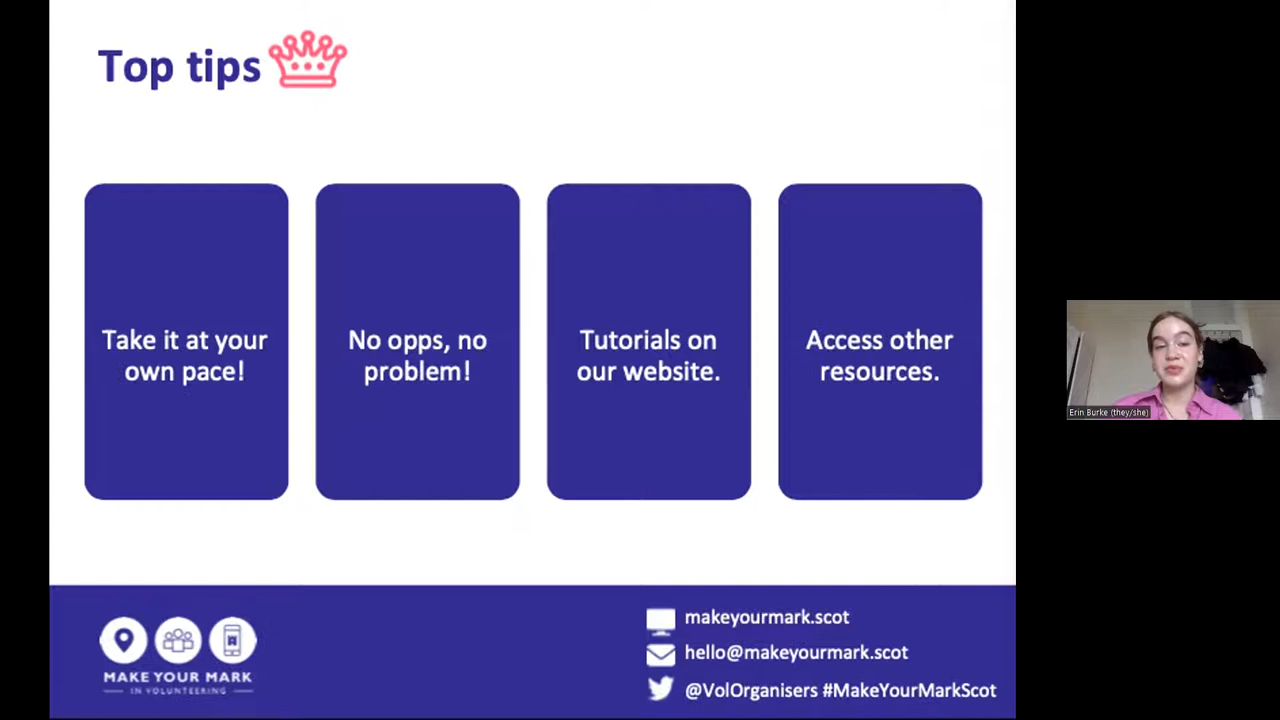 Top tips
Take it at your
own pace!
No opps, no
problem!
Tutorials on
our website.
Access other
resources.
Erin Burke (they/she)
MAKE YOUR MARK
IN VOLUNTEERING
makeyourmark.scot
hello@makeyourmark.scot
@VolOrganisers #MakeYourMarkScot